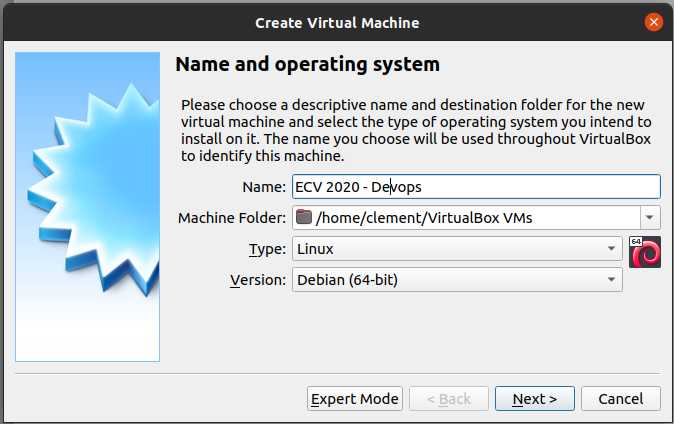 Create Virtual Machine
Name and operating system
Please choose a descriptive name and destination folder for the new
virtual machine and select the type of operating system you intend to
install on it. The name you choose will be used throughout VirtualBox
to identify this machine.
Name: ECV 2020 - Devops
Machine Folder: /home/clement/VirtualBox VMs
Type: Linux
64
Version: Debian (64-bit)
Expert Mode < Back Next > Cancel